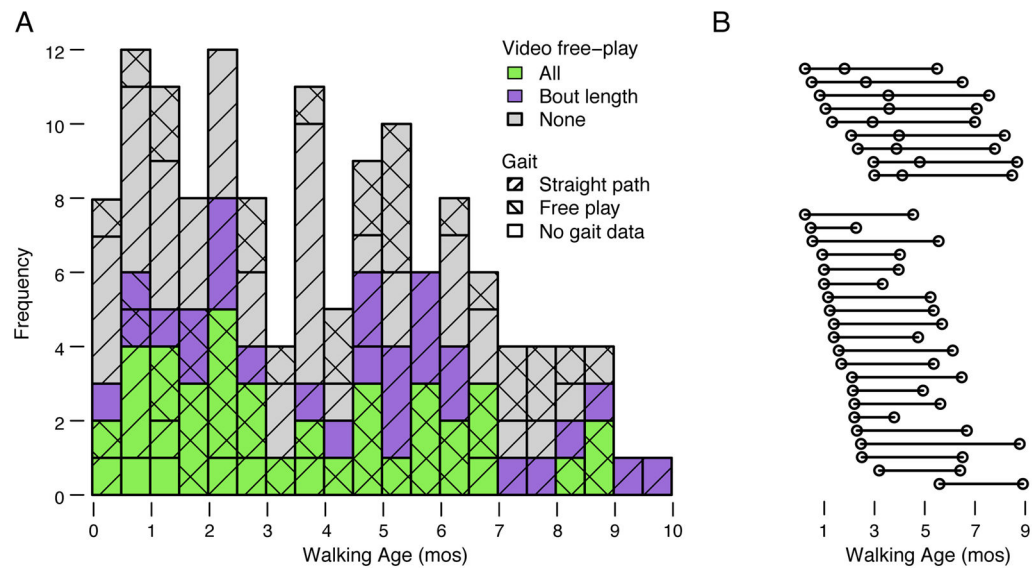 A
B
Video free−play
All
Bout length
None
Gait
Straight path
Free play
No gait data
Frequency
12
10
8
6
4
2
0
0 1 2 3 4 5 6 7 8 9 10
Walking Age (mos)
1 3 5 7 9
Walking Age (mos)